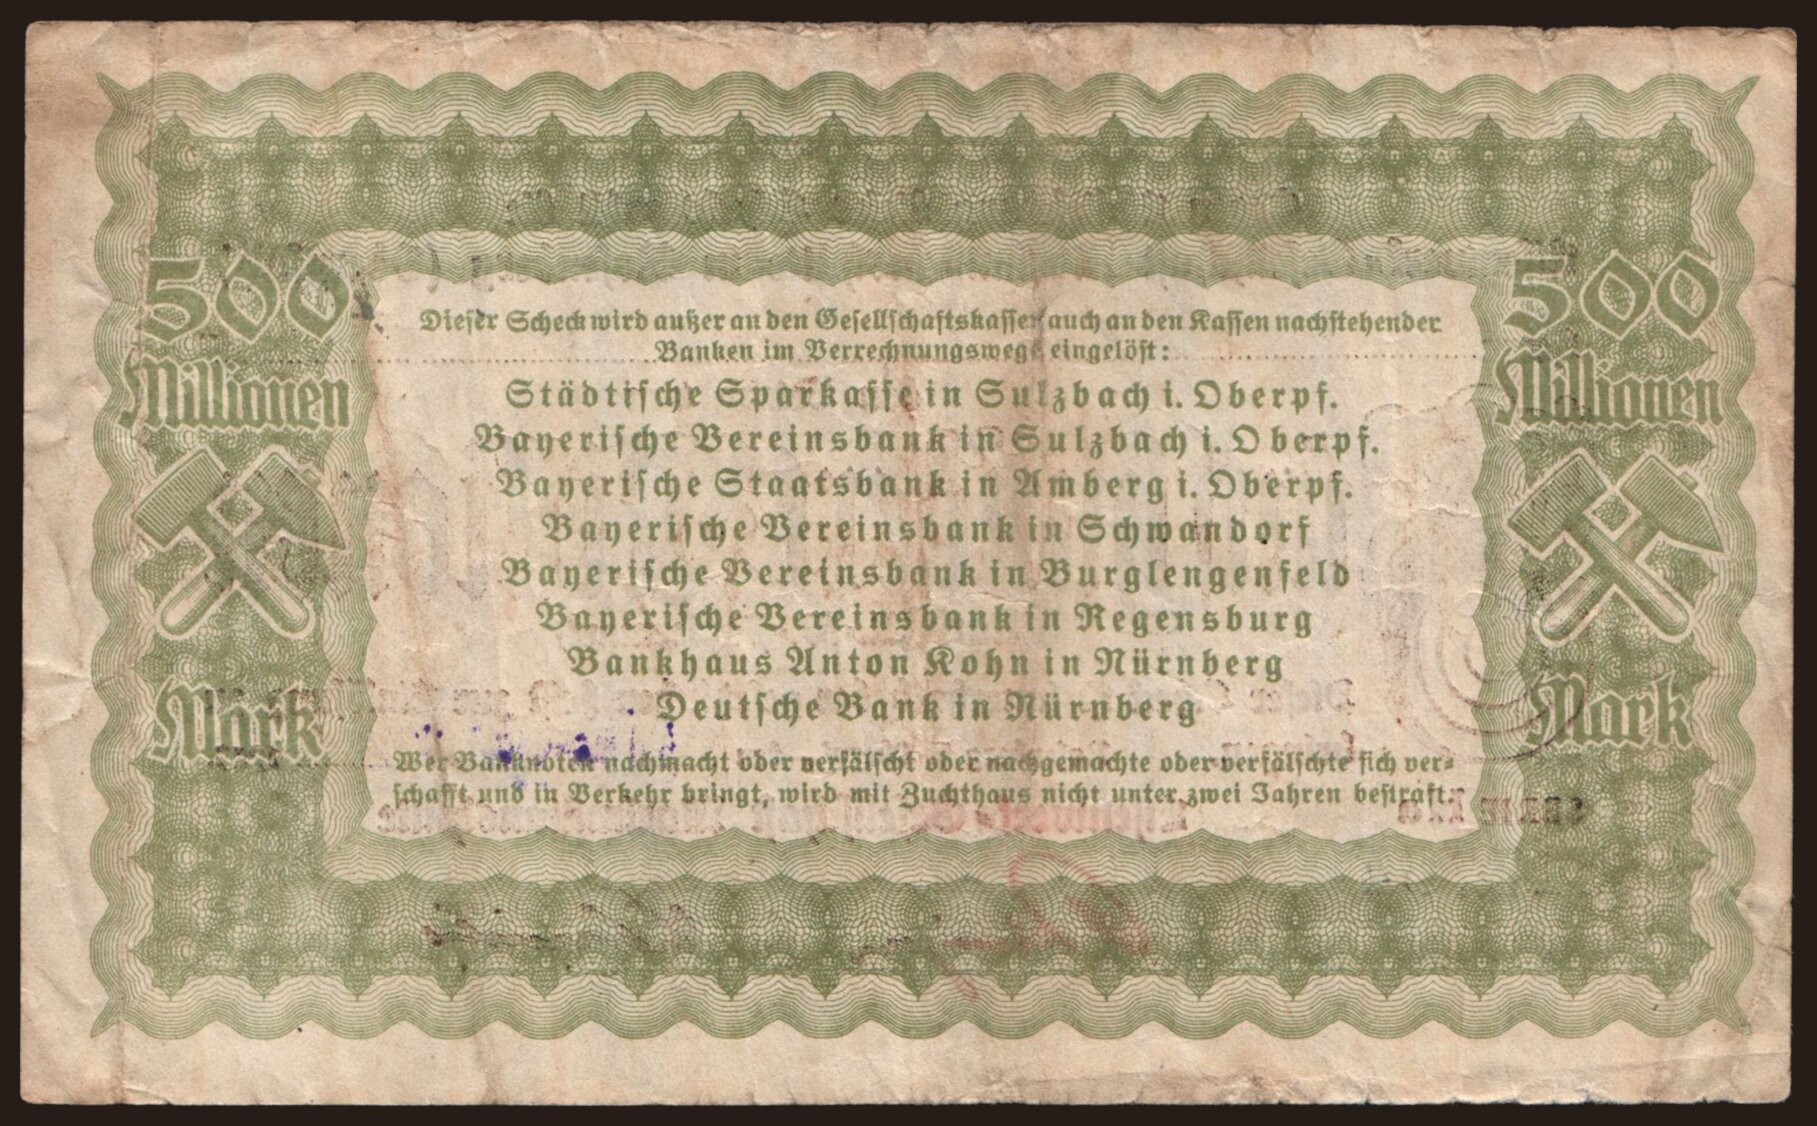 Dieser Scheck wird außer an den Gesellschaftskassen auch an den Kassen nachstehender
Banken im Verrechnungswege eingelöst:
500
Millionen
Mark
Städtische Sparkasse in Sulzbach i. Oberpf.
Bayerische Vereinsbank in Sulzbach i. Oberpf.
Bayerische Staatsbank in Amberg i. Oberpf.
Bayerische Vereinsbank in Schwandorf
Bayerische Vereinsbank in Burglengenfeld
Bayerische Vereinsbank in Regensburg
Bankhaus Anton Kohn in Nürnberg
Deutsche Bank in Nürnberg
Wer Banknoten nachmacht oder verfälscht oder nachgemachte oder verfälschte sich ver=
schafft und in Verkehr bringt, wird mit Zuchthaus nicht unter zwei Jahren bestraft.
500
Millionen
Mark